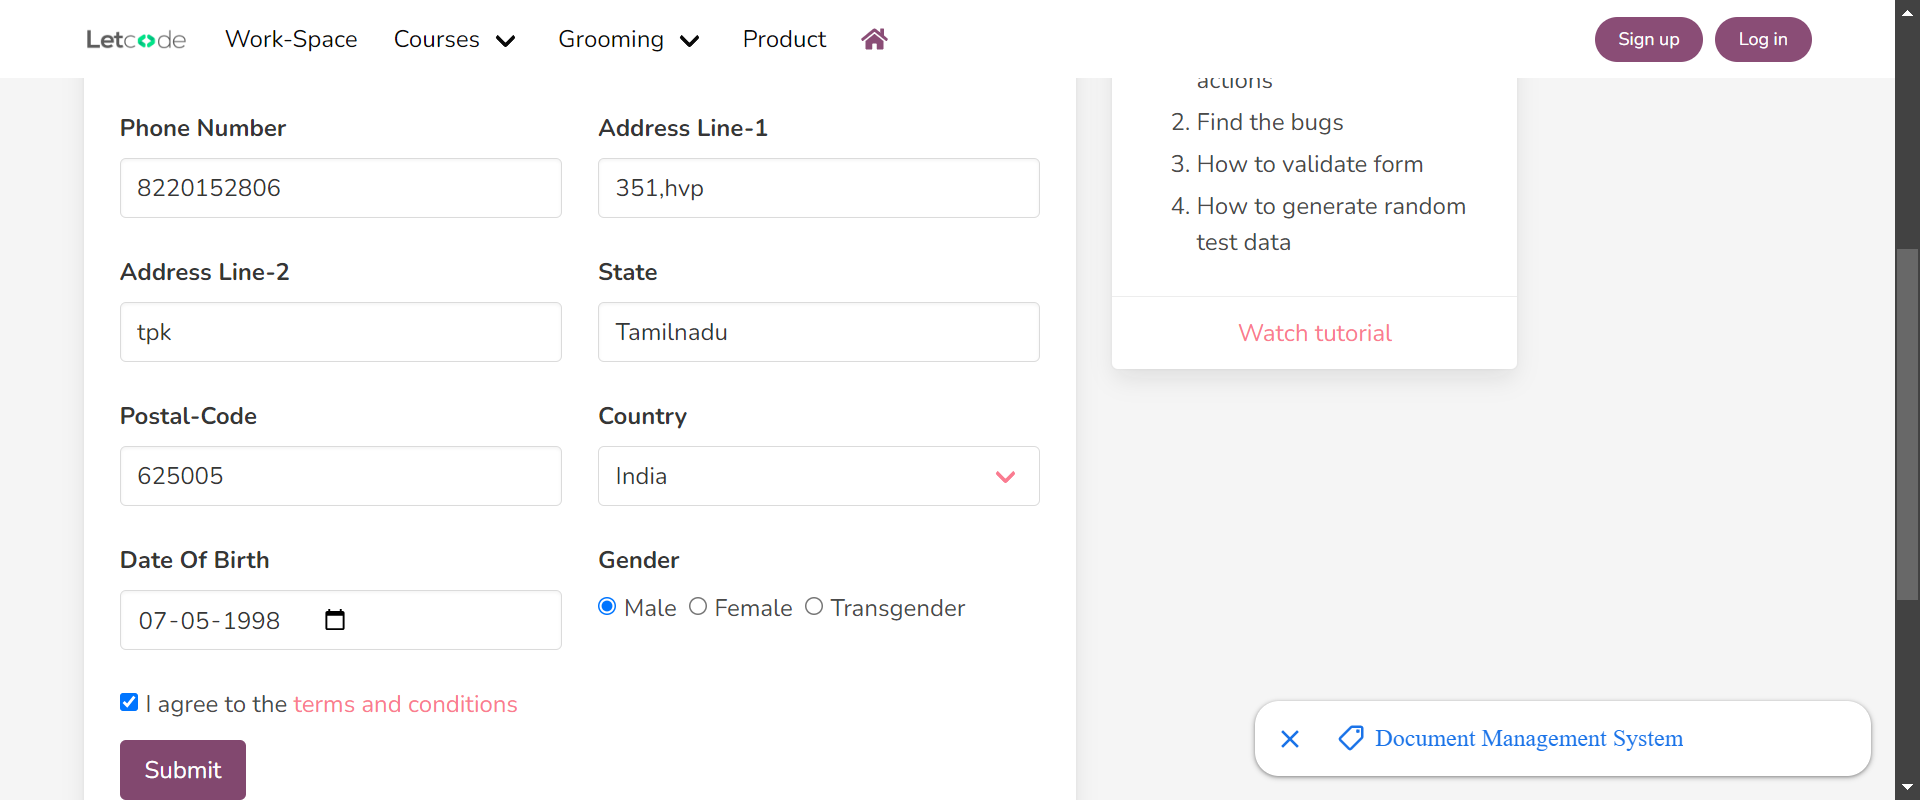 Letcode Work-Space Courses Grooming Product Sign up Log in
Phone Number
8220152806
Address Line-1
351,hvp
Address Line-2
tpk
State
Tamilnadu
Postal-Code
625005
Country
India
Date Of Birth
07-05-1998
Gender
Male Female Transgender
I agree to the terms and conditions
Submit
actions
2. Find the bugs
3. How to validate form
4. How to generate random
test data
Watch tutorial
Document Management System